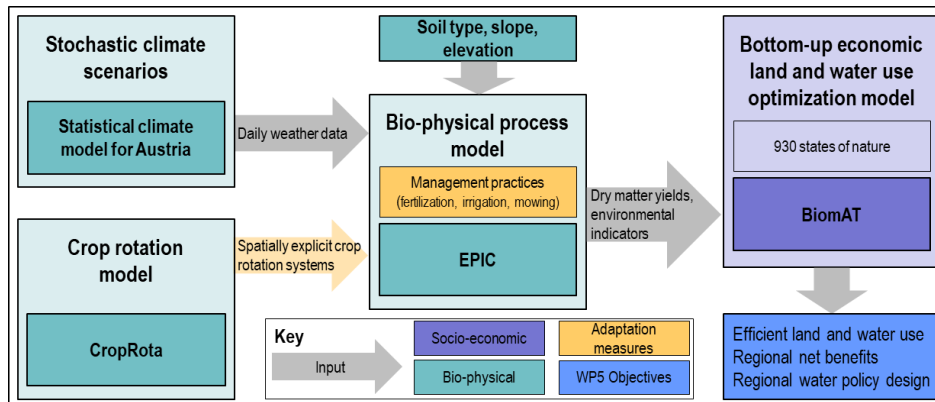 Stochastic climate
scenarios
Statistical climate
model for Austria
Daily weather data
Soil type, slope,
elevation
Bio-physical process
model
Management practices
(fertilization, irrigation, mowing)
EPIC
Dry matter yields,
environmental
indicators
Bottom-up economic
land and water use
optimization model
930 states of nature
BiomAT
Crop rotation
model
CropRota
Spatially explicit crop
rotation systems
Key
Input
Socio-economic
Adaptation
measures
Bio-physical
WP5 Objectives
Efficient land and water use
Regional net benefits
Regional water policy design